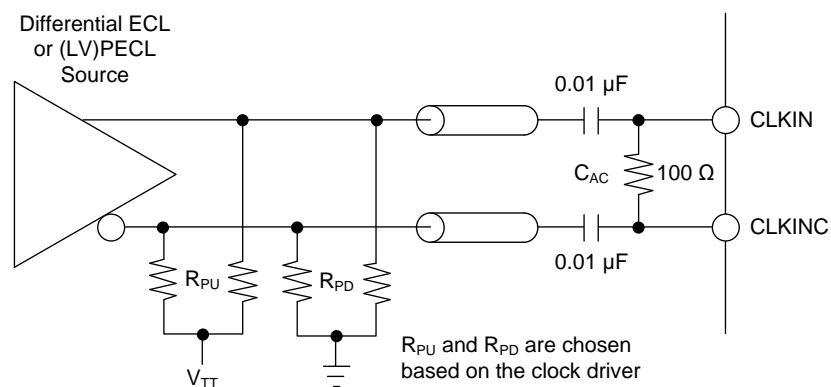 Differential ECL
or (LV)PECL
Source
0.01 µF
CLKIN
C_AC
100 Ω
CLKINC
0.01 µF
R_PU
R_PD
V_TT
R_PU and R_PD are chosen
based on the clock driver